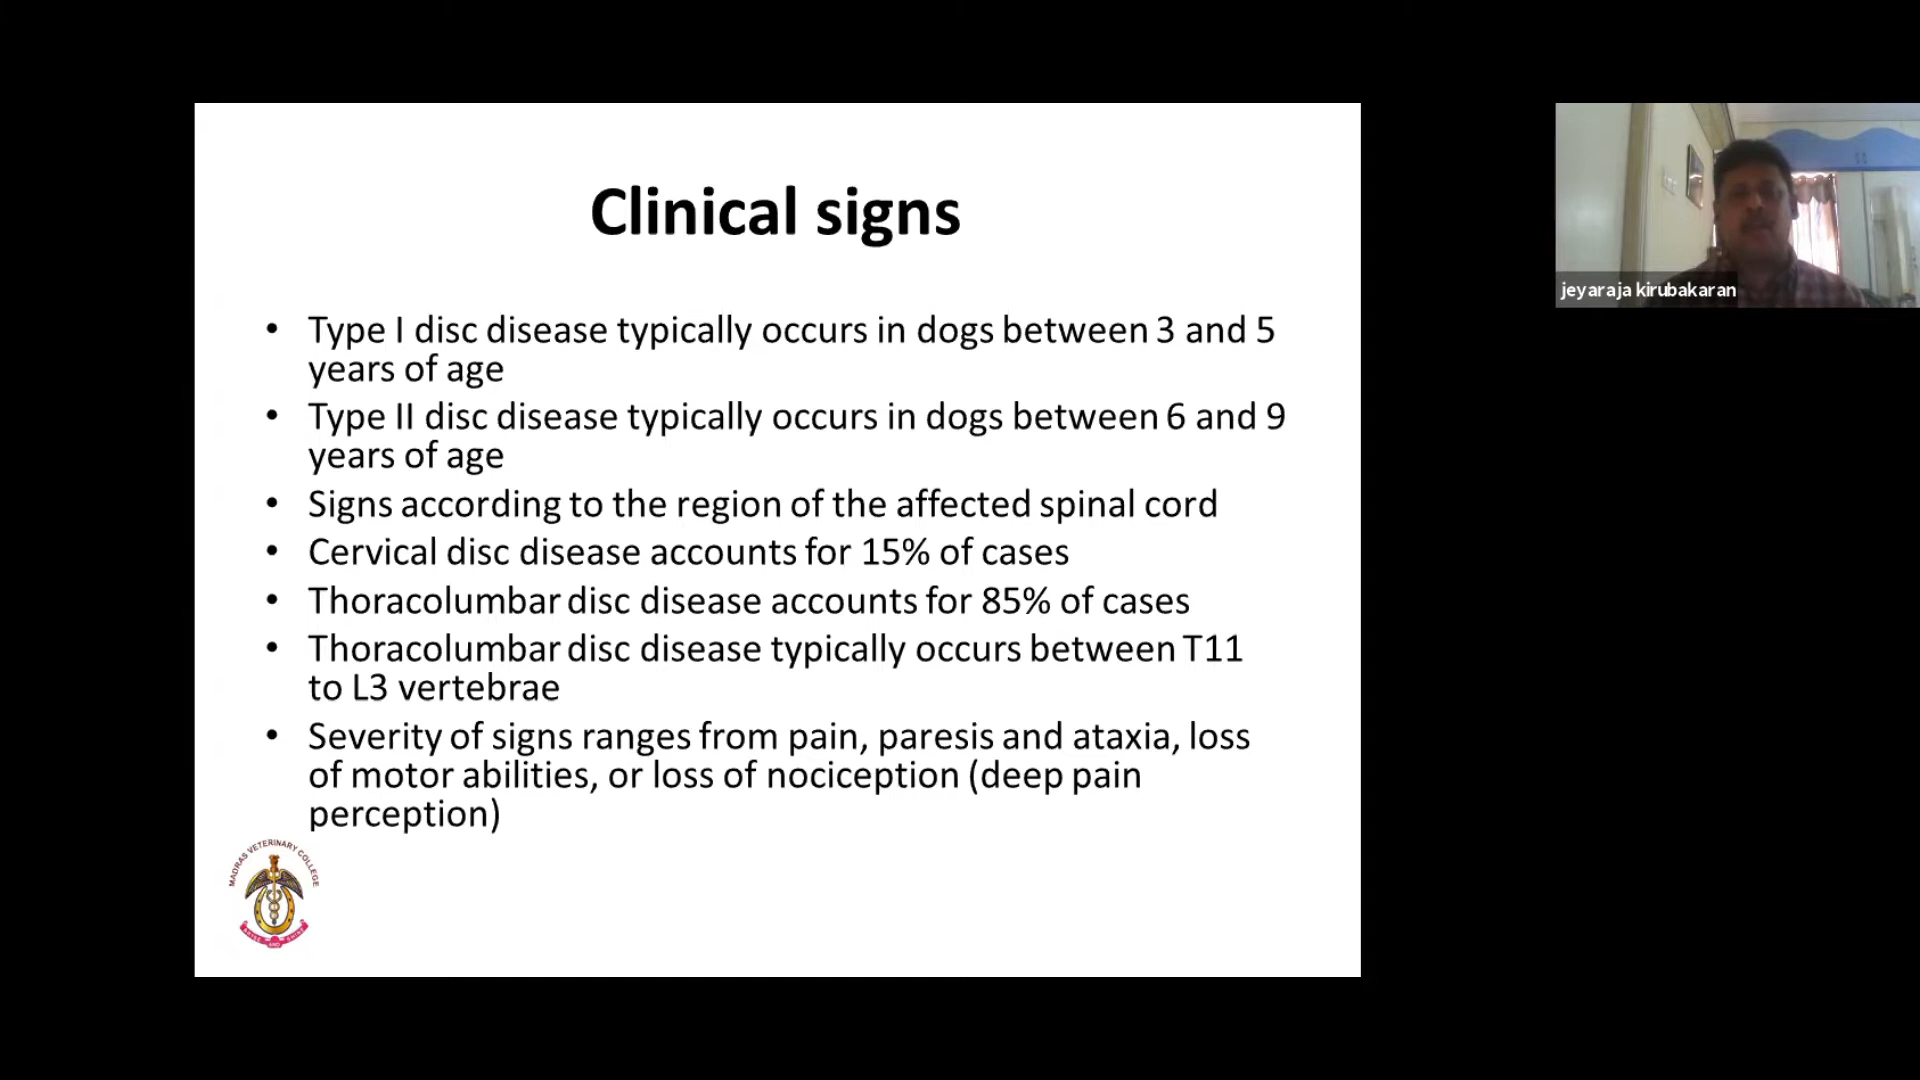 Clinical signs
• Type I disc disease typically occurs in dogs between 3 and 5
years of age
• Type II disc disease typically occurs in dogs between 6 and 9
years of age
• Signs according to the region of the affected spinal cord
• Cervical disc disease accounts for 15% of cases
• Thoracolumbar disc disease accounts for 85% of cases
• Thoracolumbar disc disease typically occurs between T11
to L3 vertebrae
• Severity of signs ranges from pain, paresis and ataxia, loss
of motor abilities, or loss of nociception (deep pain
perception)
MADRAS VETERINARY COLLEGE
AND
jeyaraja kirubakaran